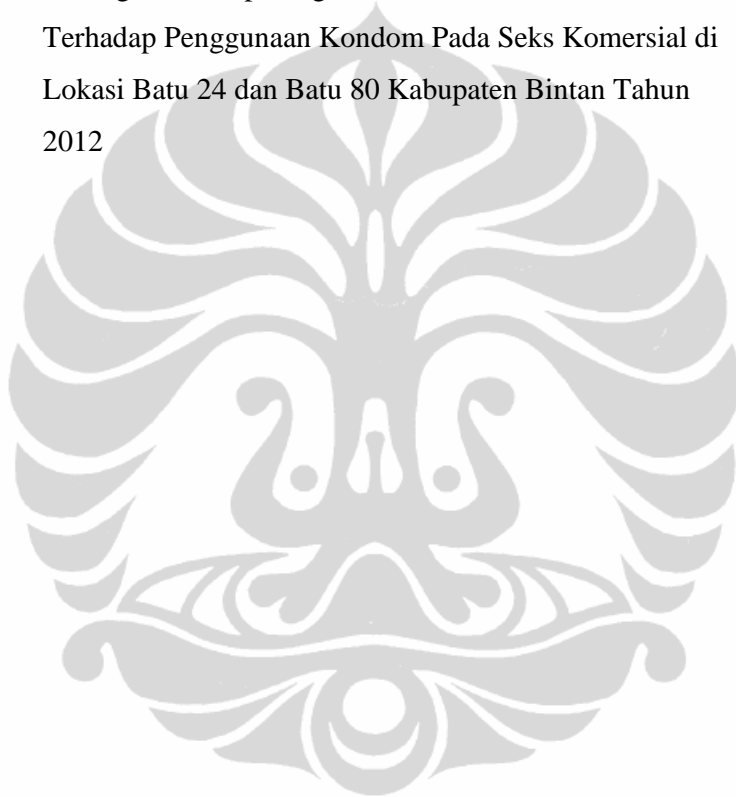 Terhadap Penggunaan Kondom Pada Seks Komersial di
Lokasi Batu 24 dan Batu 80 Kabupaten Bintan Tahun
2012